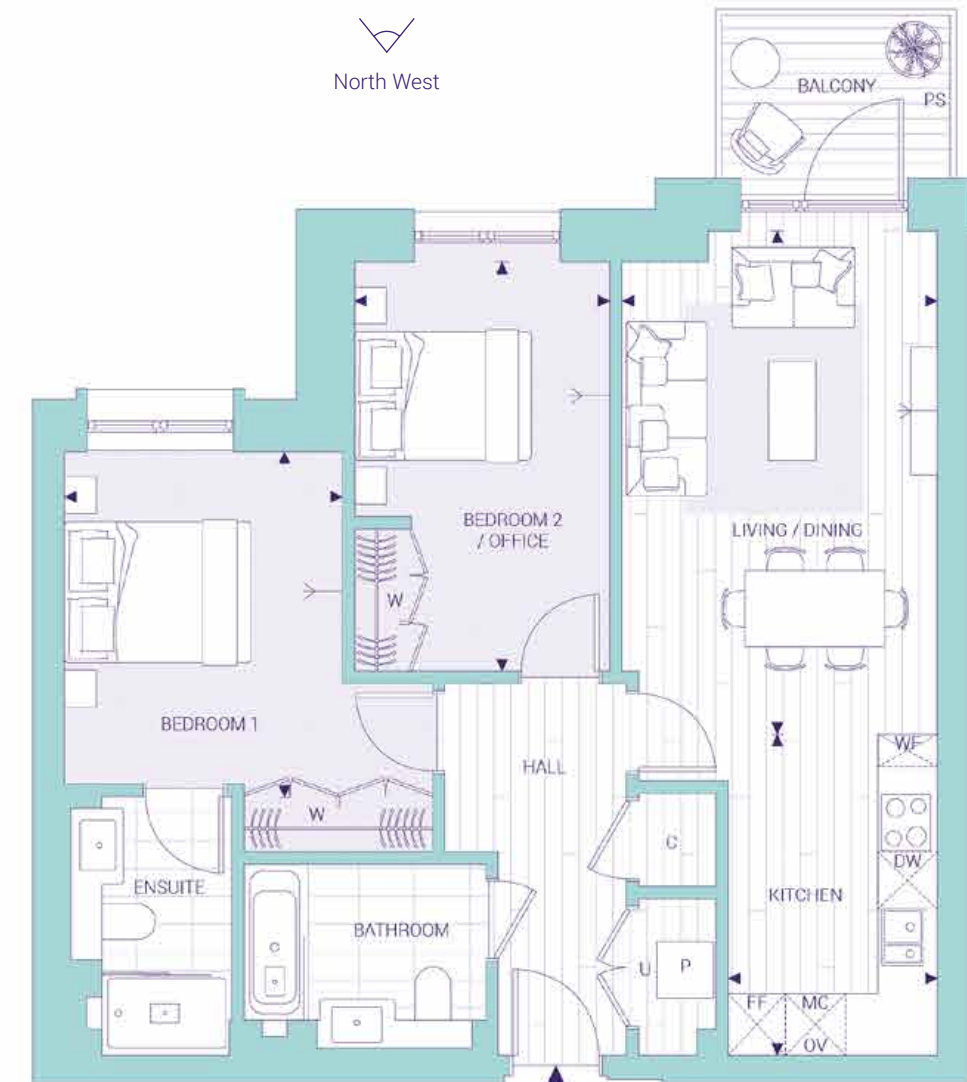 North West
BALCONY
PS
BEDROOM 2
/ OFFICE
W
LIVING / DINING
BEDROOM 1
W
HALL
WF
C
DW
KITCHEN
ENSUITE
BATHROOM
U
P
FF
MC
OV